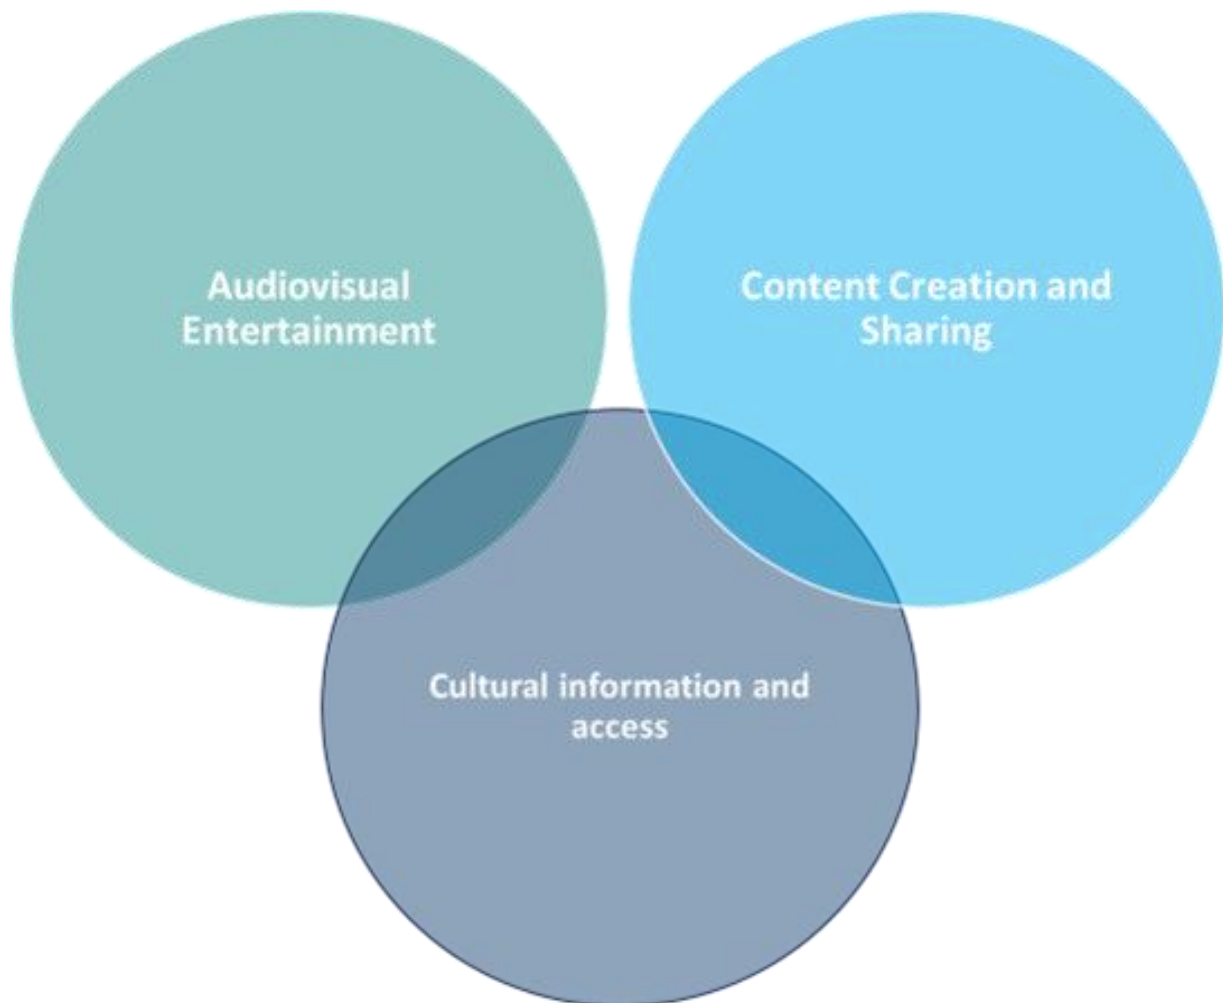 Audiovisual
Entertainment
Content Creation and
Sharing
Cultural information and
access